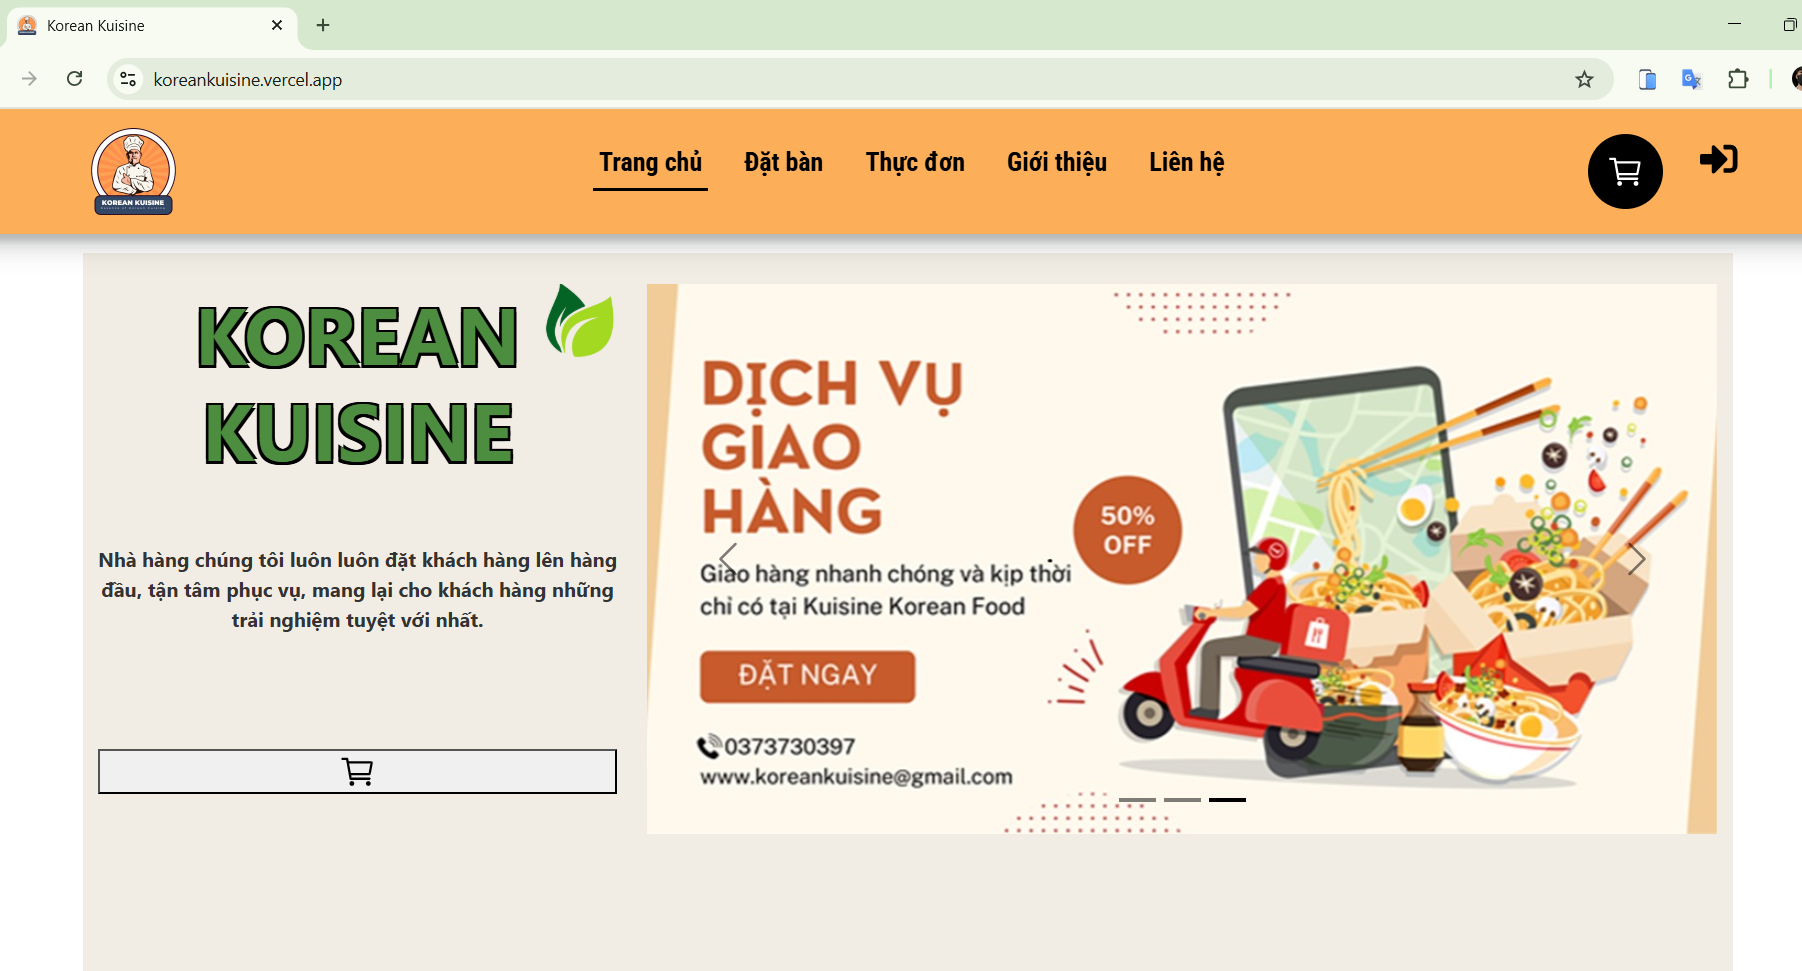 Korean Kuisine
koreankuisine.vercel.app
KOREAN KUISINE
Trang chủ
Đặt bàn
Thực đơn
Giới thiệu
Liên hệ
KOREAN
KUISINE
Nhà hàng chúng tôi luôn luôn đặt khách hàng lên hàng
đầu, tận tâm phục vụ, mang lại cho khách hàng những
trải nghiệm tuyệt vời nhất.
DỊCH VỤ
GIAO
HÀNG
50%
OFF
Giao hàng nhanh chóng và kịp thời
chỉ có tại Kuisine Korean Food
ĐẶT NGAY
0373730397
www.koreankuisine@gmail.com